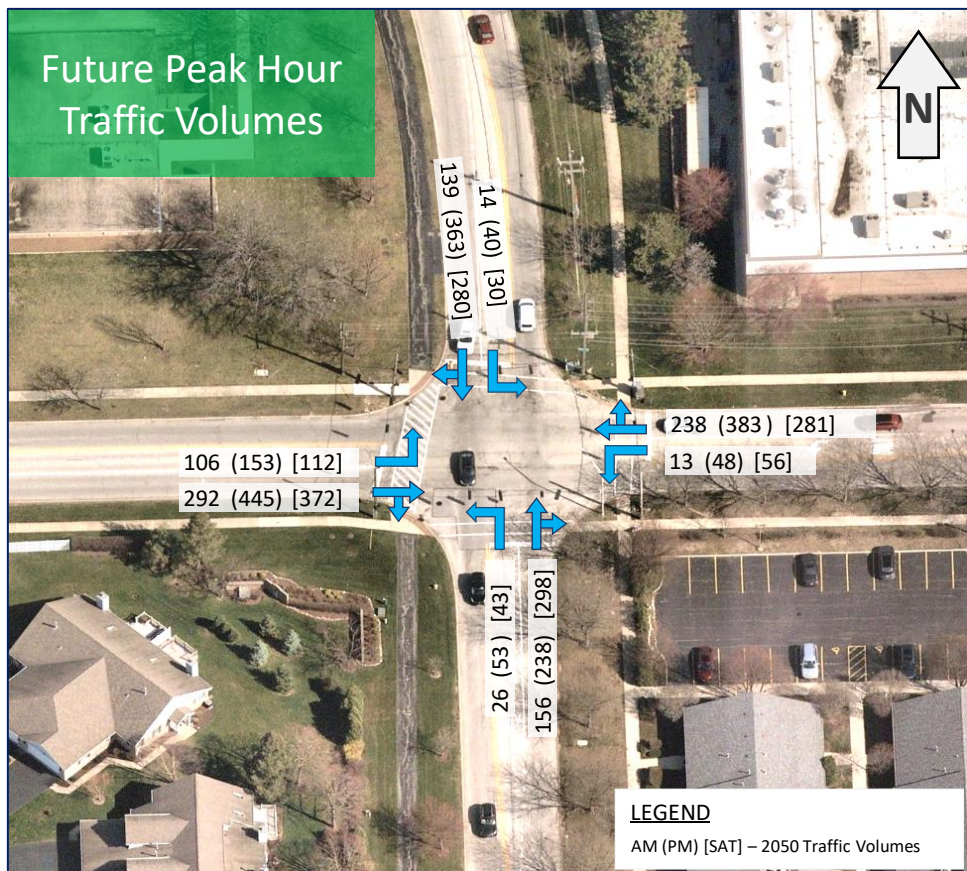 Future Peak Hour
Traffic Volumes
N
139 (363) [280]
14 (40) [30]
238 (383) [281]
13 (48) [56]
106 (153) [112]
292 (445) [372]
26 (53) [43]
156 (238) [298]
LEGEND
AM (PM) [SAT] – 2050 Traffic Volumes